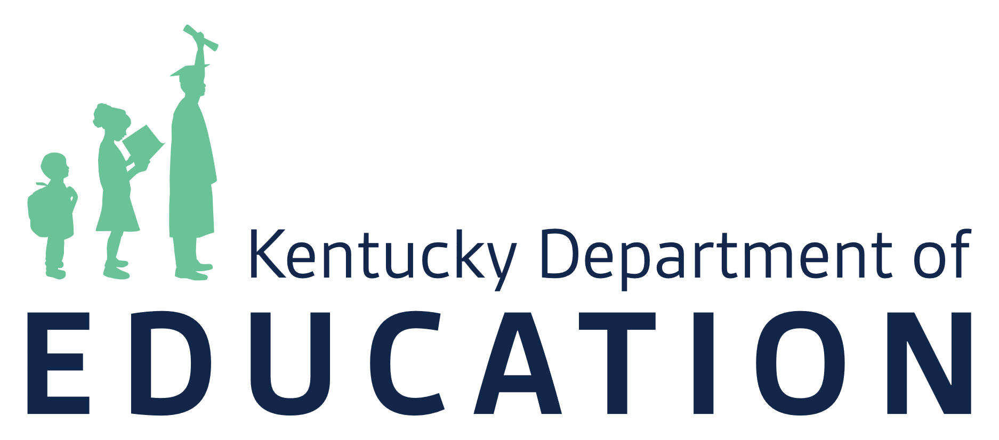 Kentucky Department of
EDUCATION